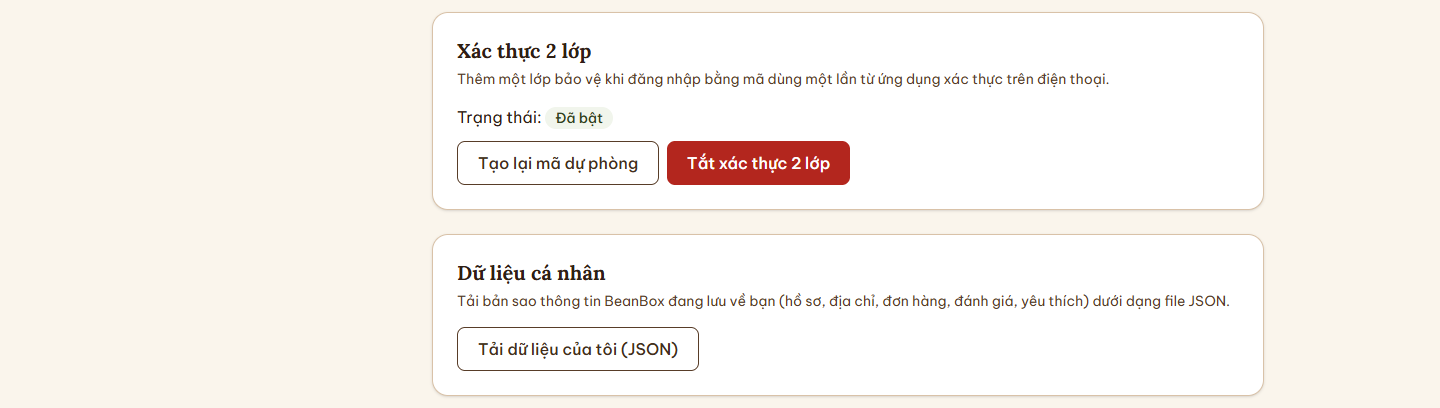 Xác thực 2 lớp
Thêm một lớp bảo vệ khi đăng nhập bằng mã dùng một lần từ ứng dụng xác thực trên điện thoại.
Trạng thái: Đã bật
Tạo lại mã dự phòng Tắt xác thực 2 lớp
Dữ liệu cá nhân
Tải bản sao thông tin BeanBox đang lưu về bạn (hồ sơ, địa chỉ, đơn hàng, đánh giá, yêu thích) dưới dạng file JSON.
Tải dữ liệu của tôi (JSON)